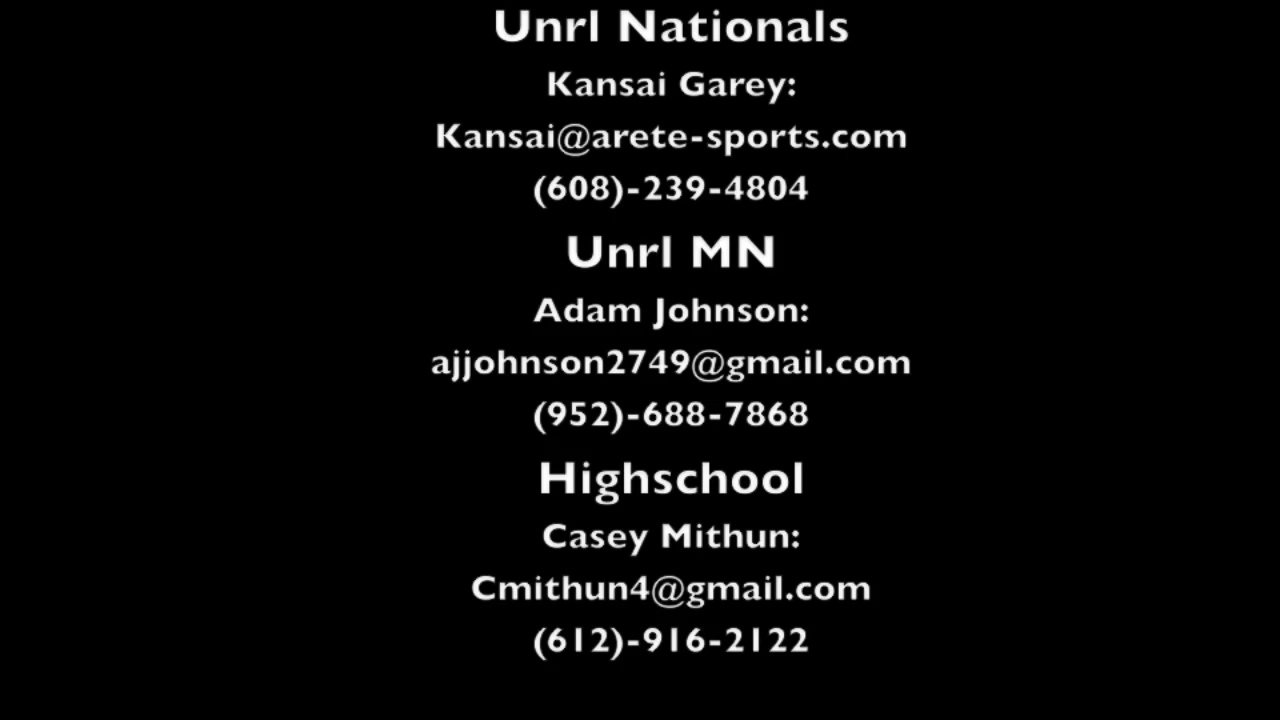 Unrl Nationals
Kansai Garey:
Kansai@arete-sports.com
(608)-239-4804
Unrl MN
Adam Johnson:
ajjohnson2749@gmail.com
(952)-688-7868
Highschool
Casey Mithun:
Cmithun4@gmail.com
(612)-916-2122